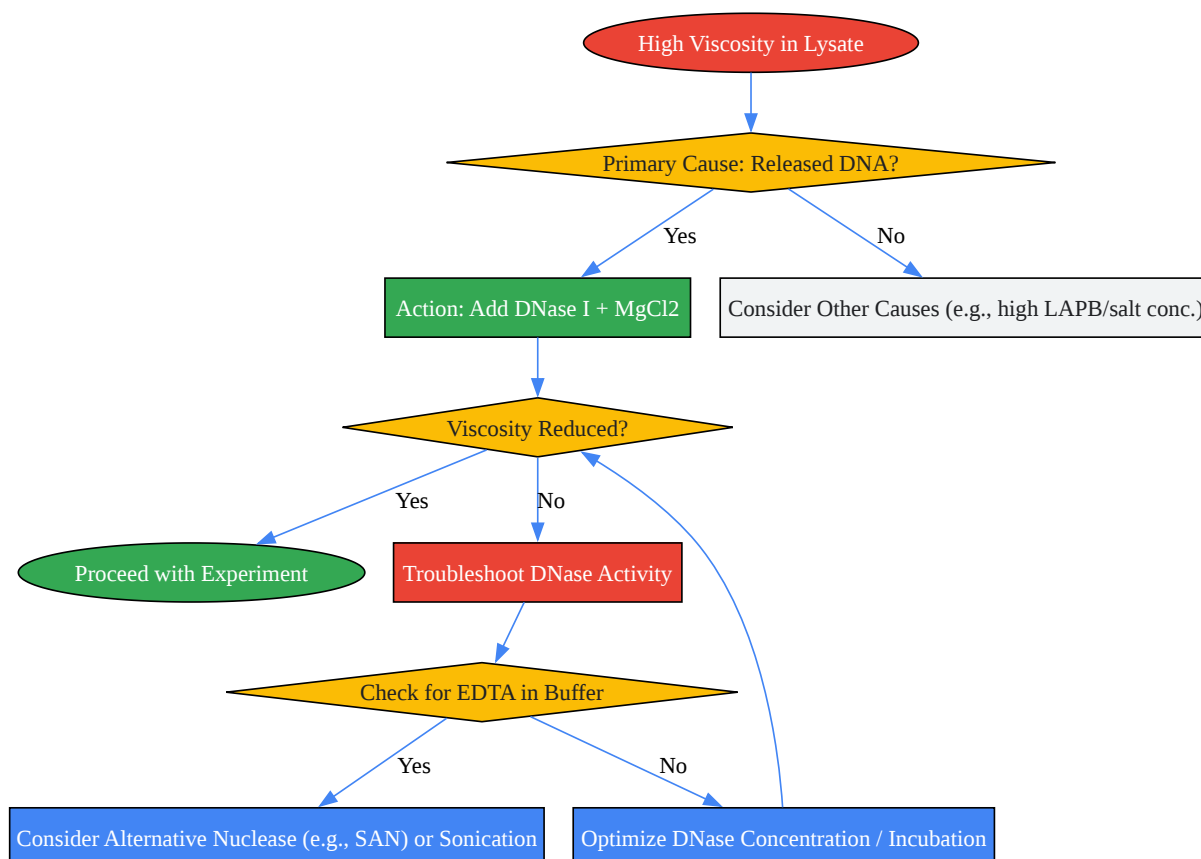 High Viscosity in Lysate
Primary Cause: Released DNA?
Yes
No
Action: Add DNase I + MgCl2
Consider Other Causes (e.g., high LAPB/salt conc.)
Viscosity Reduced?
Yes
No
Proceed with Experiment
Troubleshoot DNase Activity
Check for EDTA in Buffer
Yes
No
Consider Alternative Nuclease (e.g., SAN) or Sonication
Optimize DNase Concentration / Incubation